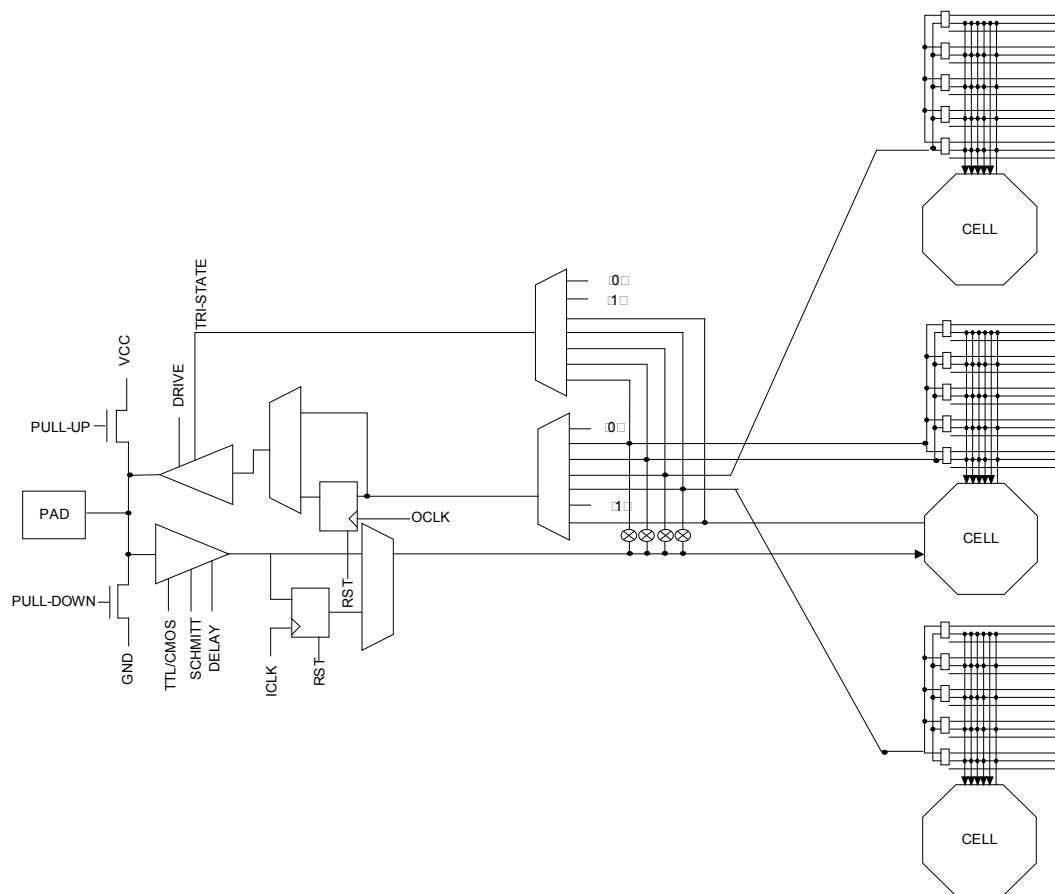 CELL
TRI-STATE
"0"
"1"
VCC
DRIVE
PULL-UP
"0"
PAD
"1"
OCLK
CELL
PULL-DOWN
RST
GND
TTL/CMOS
SCHMITT
DELAY
ICLK
RST
CELL